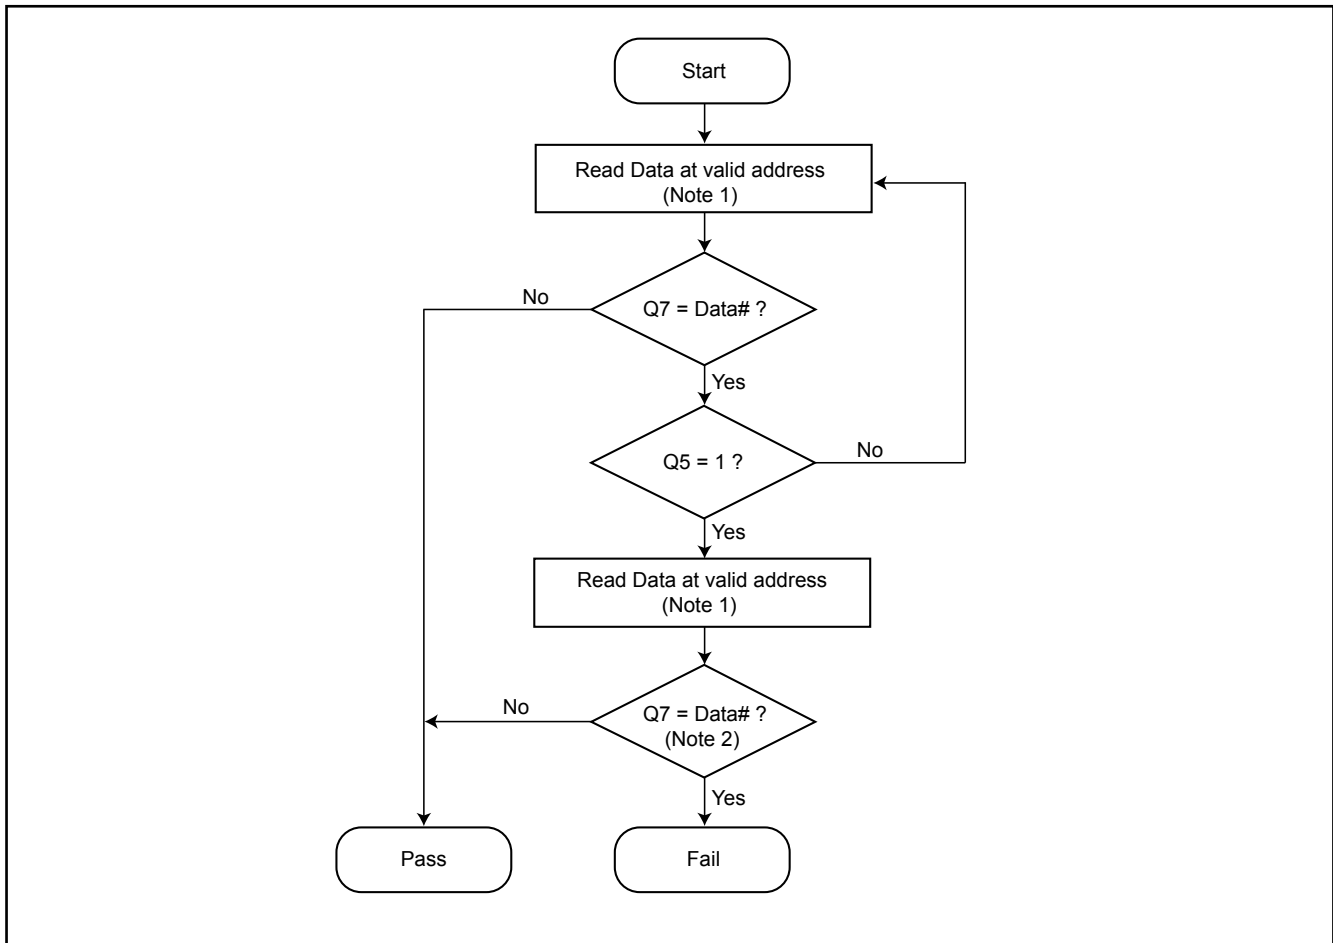 Start
Read Data at valid address
(Note 1)
No
Q7 = Data# ?
Yes
Q5 = 1 ?
No
Yes
Read Data at valid address
(Note 1)
No
Q7 = Data# ?
(Note 2)
Yes
Pass
Fail